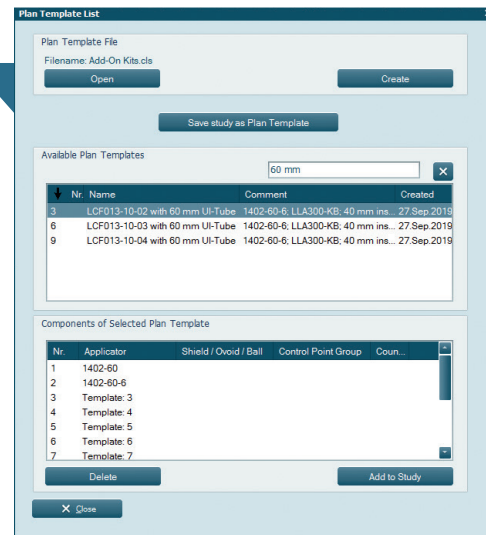 Plan Template List
Plan Template File
Filename: Add-On Kits.cls
Open Create
Save study as Plan Template
Available Plan Templates
60 mm
Nr. Name Comment Created
3 LCF013-10-02 with 60 mm UI-Tube 1402-60-6; LLA300-KB; 40 mm ins... 27.Sep.2019
6 LCF013-10-03 with 60 mm UI-Tube 1402-60-6; LLA300-KB; 40 mm ins... 27.Sep.2019
9 LCF013-10-04 with 60 mm UI-Tube 1402-60-6; LLA300-KB; 40 mm ins... 27.Sep.2019
Components of Selected Plan Template
Nr. Applicator Shield / Ovoid / Ball Control Point Group Coun...
1 1402-60
2 1402-60-6
3 Template: 3
4 Template: 4
5 Template: 5
6 Template: 6
7 Template: 7
Delete Add to Study
X Close